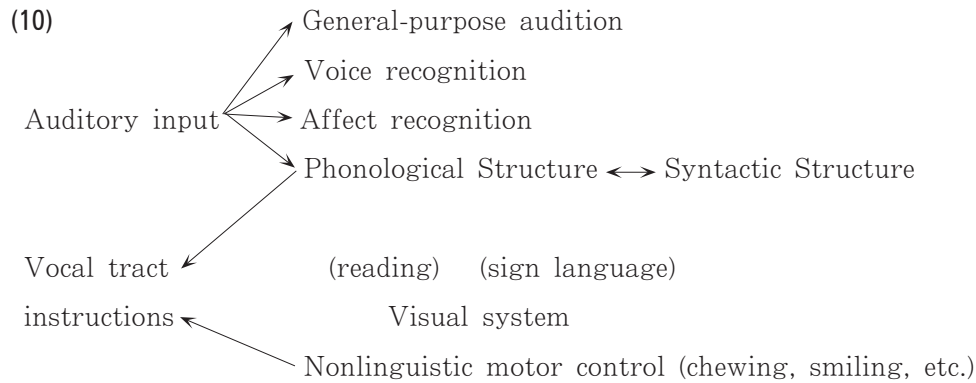 (10)
General-purpose audition
Voice recognition
Auditory input
Affect recognition
Phonological Structure
Syntactic Structure
Vocal tract
(reading) (sign language)
instructions
Visual system
Nonlinguistic motor control (chewing, smiling, etc.)